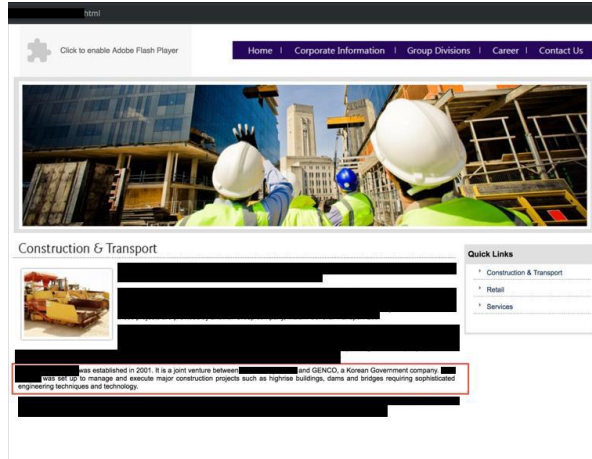 html
Click to enable Adobe Flash Player
Home | Corporate Information | Group Divisions | Career | Contact Us
Construction & Transport
Quick Links
Construction & Transport
Retail
Services
was established in 2001. It is a joint venture between and GENCO, a Korean Government company.
was set up to manage and execute major construction projects such as highrise buildings, dams and bridges requiring sophisticated
engineering techniques and technology.